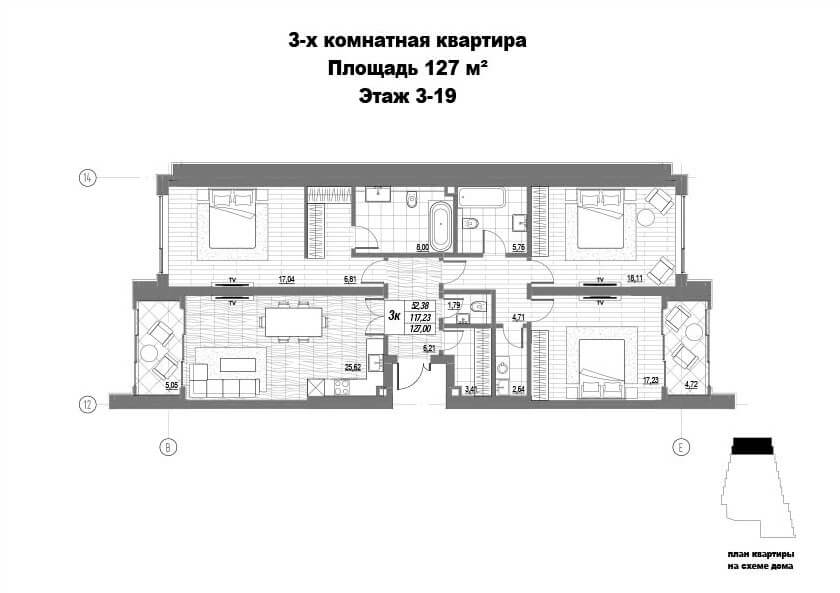 3-х комнатная квартира
Площадь 127 м²
Этаж 3-19
14
8,00
5,76
TV
17,04
6,81
TV
18,11
TV
52,38
3к
117,23
127,00
1,79
4,71
TV
6,21
25,62
5,05
3,41
2,64
17,23
4,72
12
В
Е
план квартиры
на схеме дома